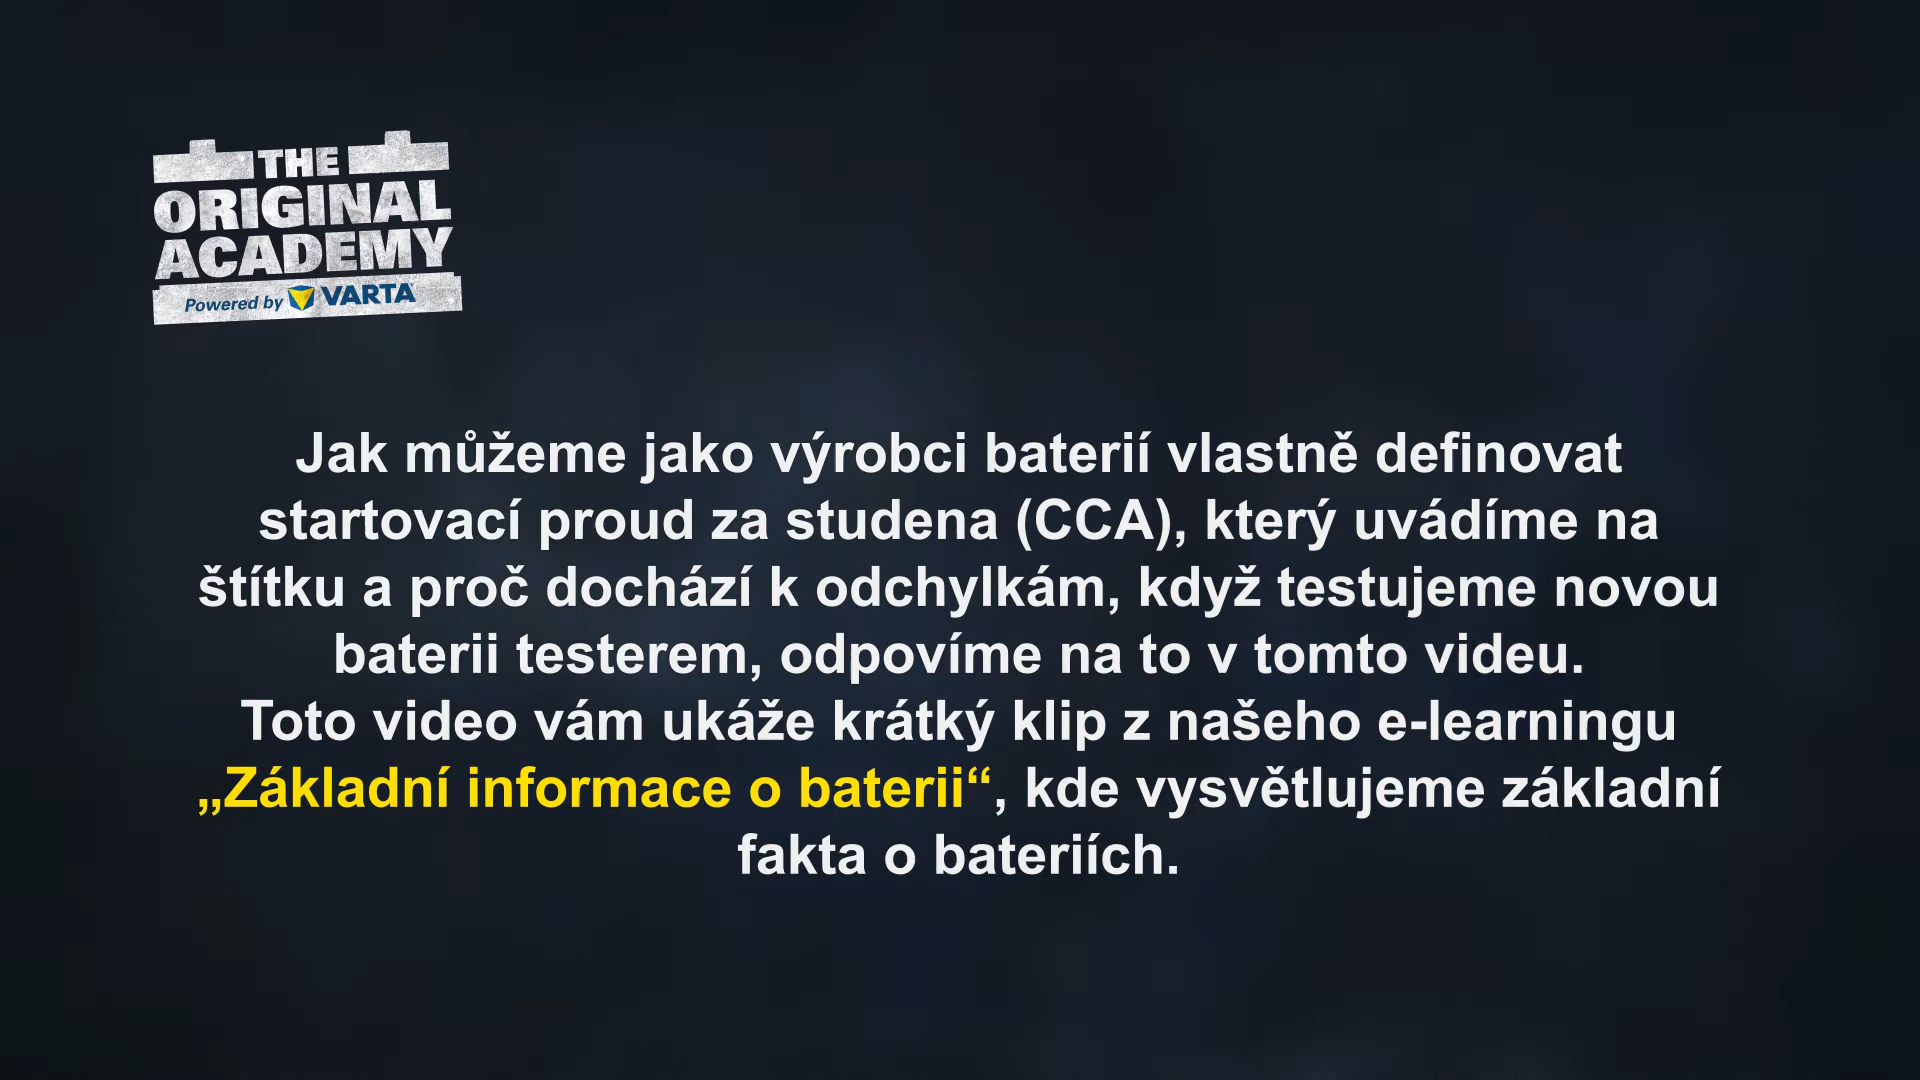 THE
ORIGINAL
ACADEMY
Powered by VARTA
Jak můžeme jako výrobci baterií vlastně definovat
startovací proud za studena (CCA), který uvádíme na
štítku a proč dochází k odchylkám, když testujeme novou
baterii testerem, odpovíme na to v tomto videu.
Toto video vám ukáže krátký klip z našeho e-learningu
„Základní informace o baterii“, kde vysvětlujeme základní
fakta o bateriích.